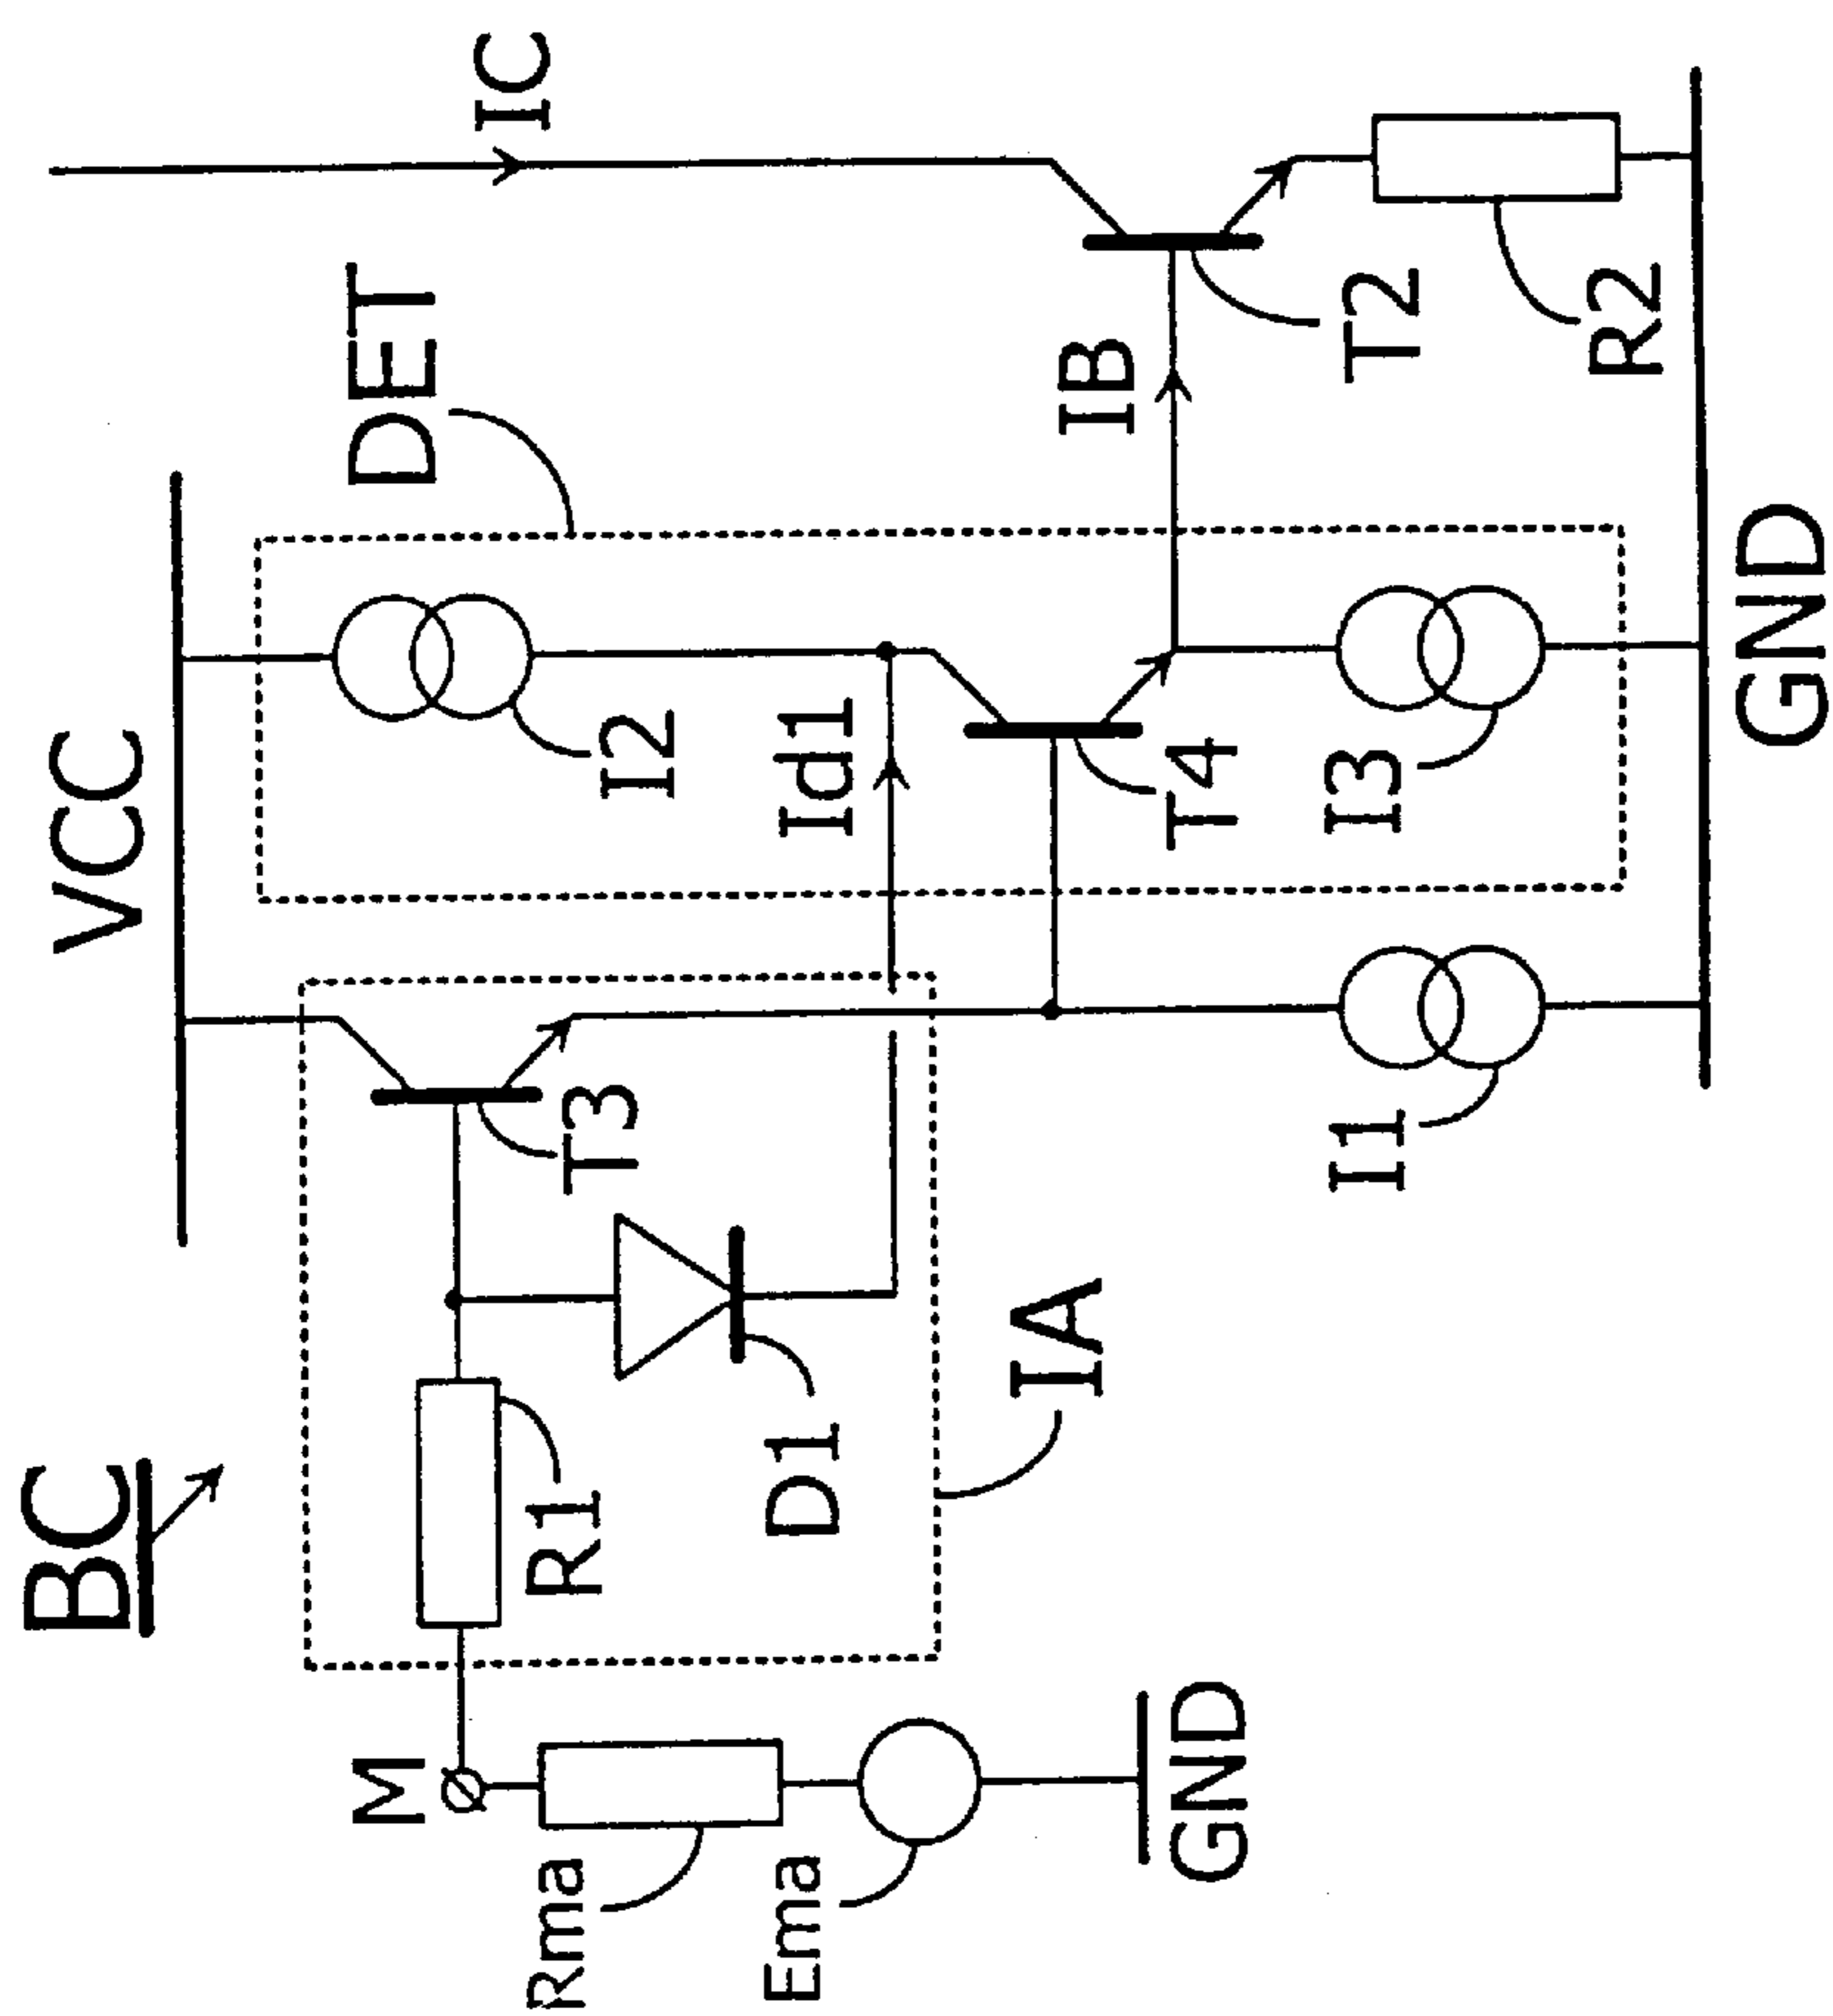 BC
VCC
IC
DET
M
Rma
R1
T3
I2
Ema
D1
Id1
IB
IA
T4
T2
GND
I1
I3
R2
GND